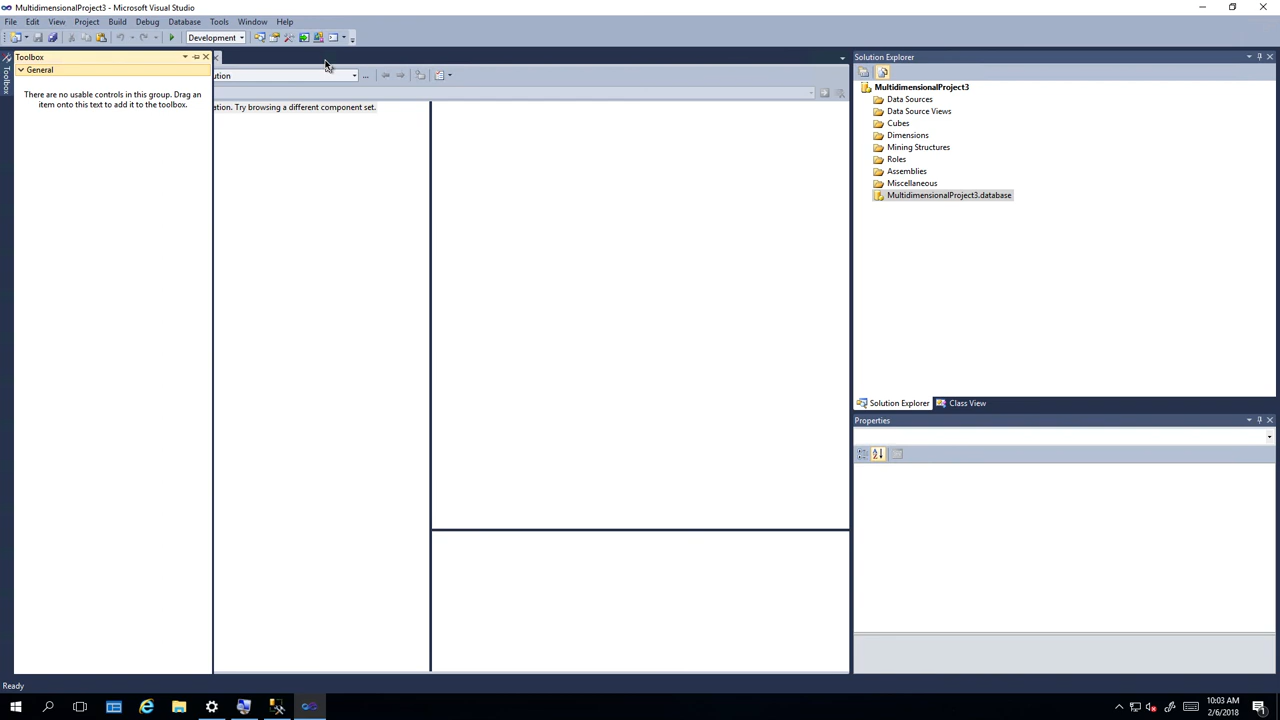 MultidimensionalProject3 - Microsoft Visual Studio
File Edit View Project Build Debug Database Tools Window Help
Development
Toolbox
General
There are no usable controls in this group. Drag an
item onto this text to add it to the toolbox.
Toolbox
ution
...
ation. Try browsing a different component set.
Solution Explorer
MultidimensionalProject3
Data Sources
Data Source Views
Cubes
Dimensions
Mining Structures
Roles
Assemblies
Miscellaneous
MultidimensionalProject3.database
Solution Explorer Class View
Properties
Ready
10:03 AM
2/6/2018
1